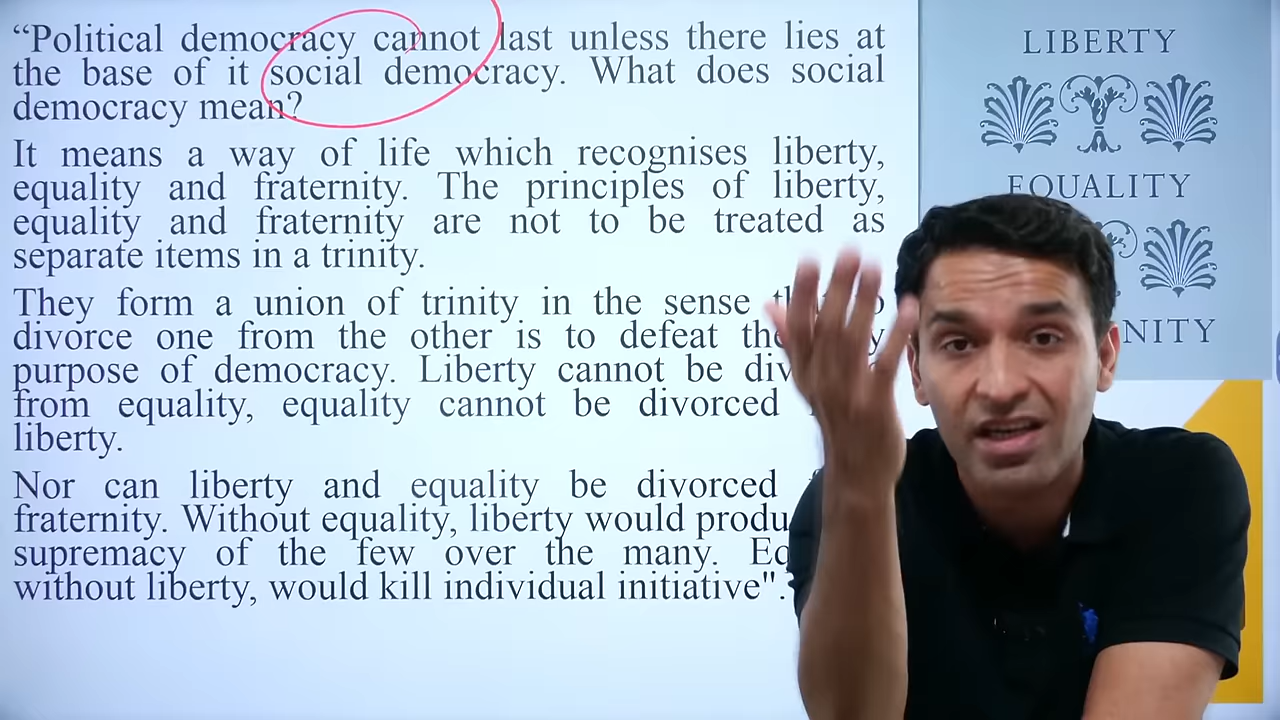 “Political democracy cannot last unless there lies at
the base of it social democracy. What does social
democracy mean?
It means a way of life which recognises liberty,
equality and fraternity. The principles of liberty,
equality and fraternity are not to be treated as
separate items in a trinity.
They form a union of trinity in the sense
divorce one from the other is to defeat
purpose of democracy. Liberty cannot be
from equality, equality cannot be divorced
liberty.
Nor can liberty and equality be divorced
fraternity. Without equality, liberty would
supremacy of the few over the many.
without liberty, would kill individual initiative".
LIBERTY
EQUALITY